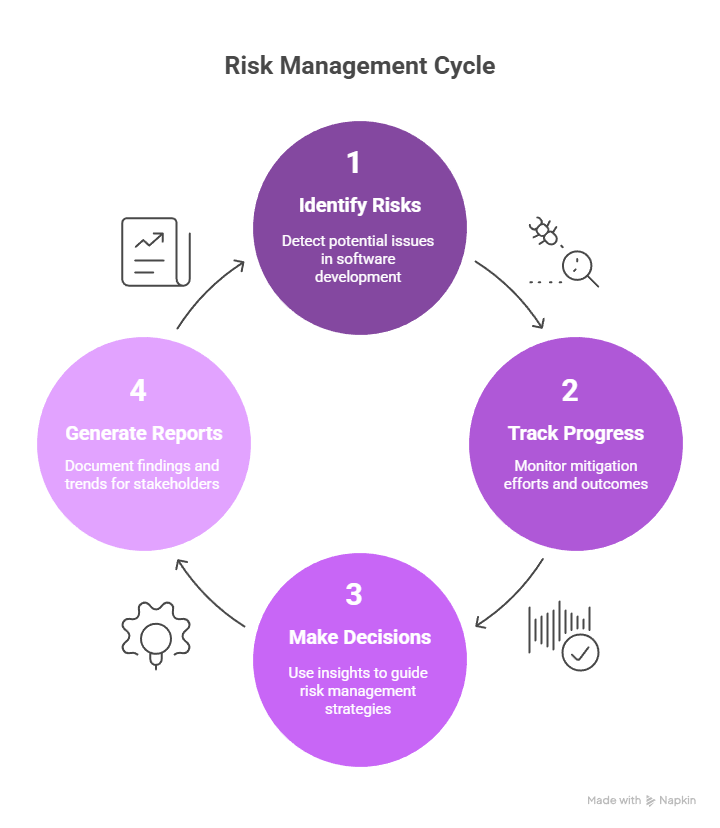 Risk Management Cycle
1
Identify Risks
Detect potential issues
in software
development
2
Track Progress
Monitor mitigation
efforts and outcomes
3
Make Decisions
Use insights to guide
risk management
strategies
4
Generate Reports
Document findings and
trends for stakeholders
Made with Napkin